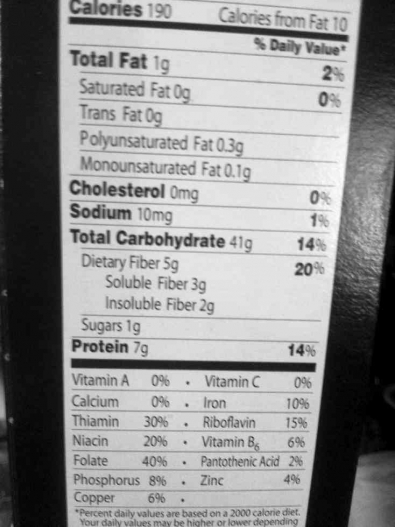 Calories 190 Calories from Fat 10
% Daily Value*
Total Fat 1g 2%
Saturated Fat 0g 0%
Trans Fat 0g
Polyunsaturated Fat 0.3g
Monounsaturated Fat 0.1g
Cholesterol 0mg 0%
Sodium 10mg 1%
Total Carbohydrate 41g 14%
Dietary Fiber 5g 20%
Soluble Fiber 3g
Insoluble Fiber 2g
Sugars 1g
Protein 7g 14%
Vitamin A 0% • Vitamin C 0%
Calcium 0% • Iron 10%
Thiamin 30% • Riboflavin 15%
Niacin 20% • Vitamin B6 6%
Folate 40% • Pantothenic Acid 2%
Phosphorus 8% • Zinc 4%
Copper 6% •
*Percent daily values are based on a 2000 calorie diet.
Your daily values may be higher or lower depending